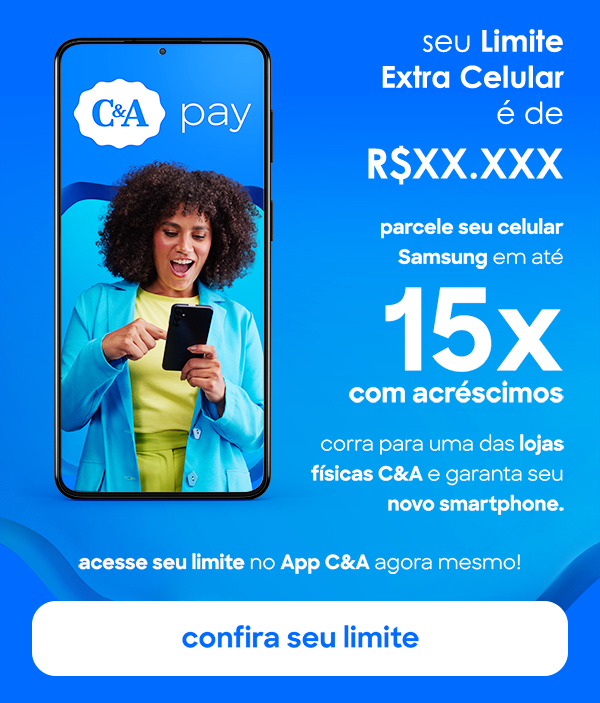 C&A pay
seu Limite
Extra Celular
é de
R$XX.XXX
parcele seu celular
Samsung em até
15x
com acréscimos
corra para uma das lojas
físicas C&A e garanta seu
novo smartphone.
acesse seu limite no App C&A agora mesmo!
confira seu limite